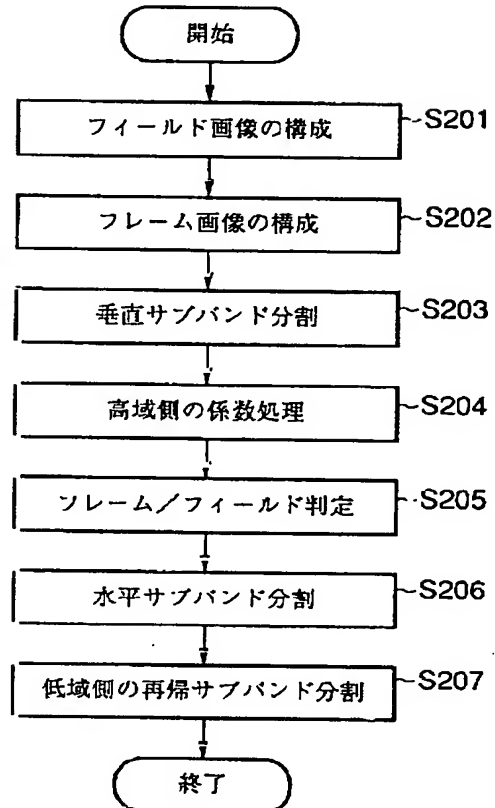 開始
フィールド画像の構成
S201
フレーム画像の構成
S202
垂直サブバンド分割
S203
高域側の係数処理
S204
フレーム/フィールド判定
S205
水平サブバンド分割
S206
低域側の再帰サブバンド分割
S207
終了